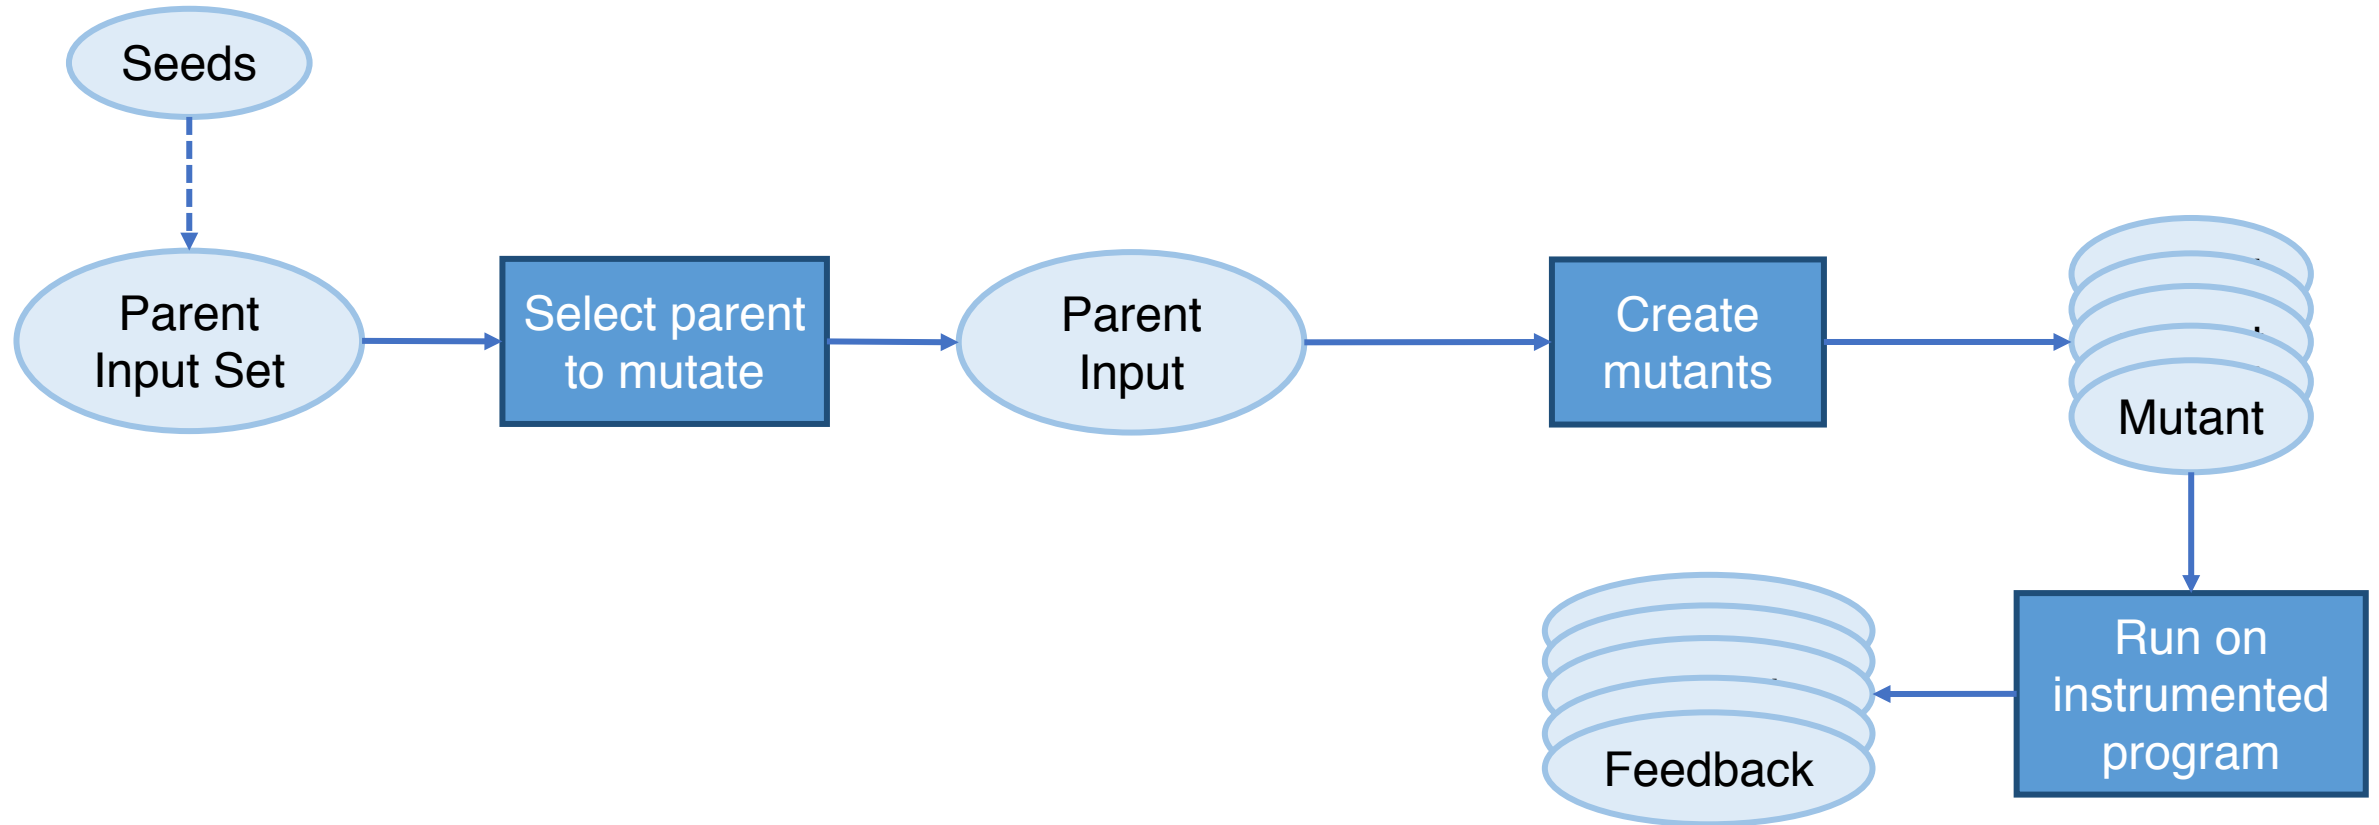 Seeds
Parent
Input Set
Select parent
to mutate
Parent
Input
Create
mutants
Mutant
Run on
instrumented
program
Feedback